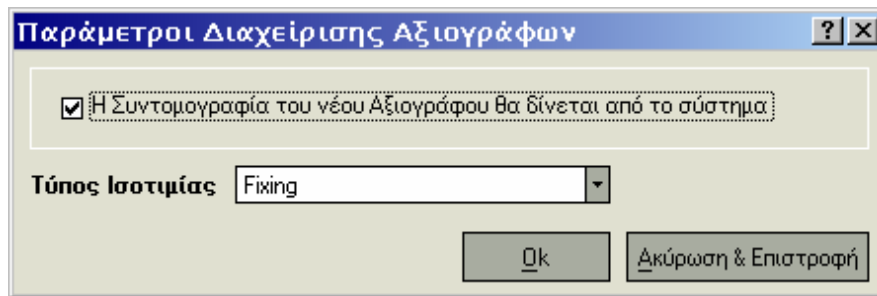 Παράμετροι Διαχείρισης Αξιογράφων
Η Συντομογραφία του νέου Αξιογράφου θα δίνεται από το σύστημα
Τύπος Ισοτιμίας Fixing
Ok Ακύρωση & Επιστροφή